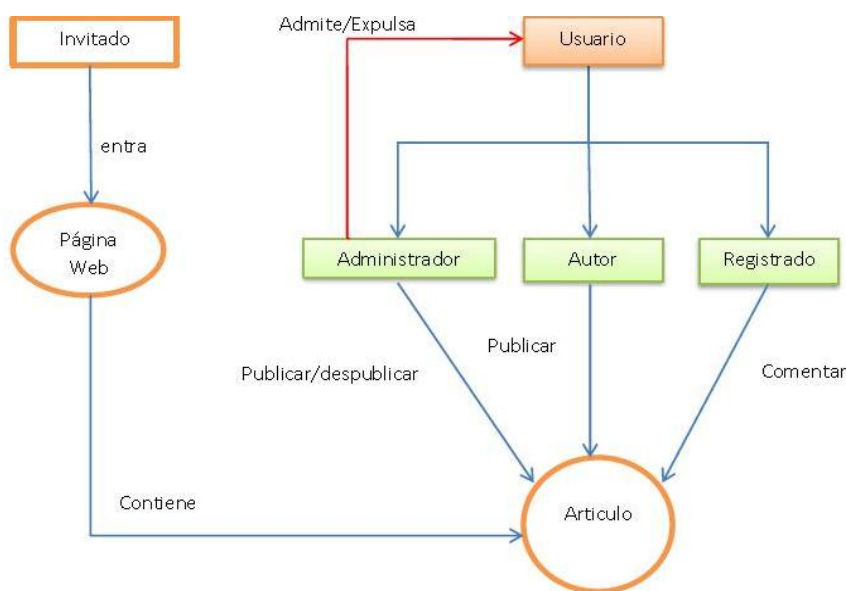 Admite/Expulsa
Invitado
Usuario
entra
Página
Web
Administrador
Autor
Registrado
Publicar
Publicar/despublicar
Comentar
Contiene
Articulo